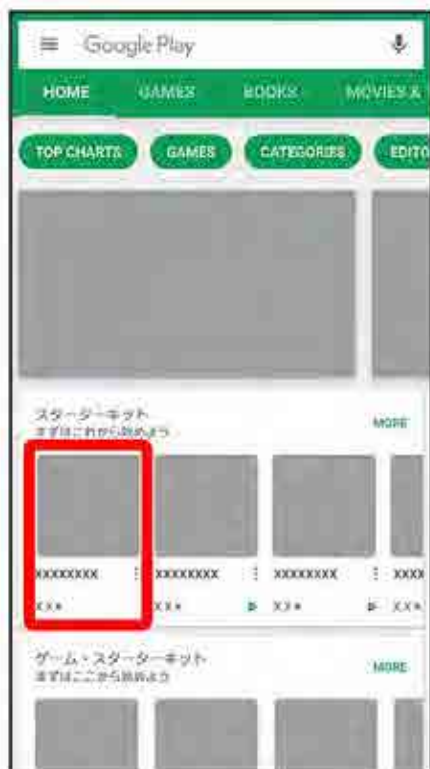 Google Play
HOME GAMES BOOKS MOVIES &
TOP CHARTS GAMES CATEGORIES EDITO
スターターキット
まずはこれから始めよう
MORE
XXXXXXXX XXXXXXXX XXXXXXXX XXXX
X.X★ X.X★ X.X★ X.X★
ゲーム・スターターキット
まずはここから始めよう
MORE